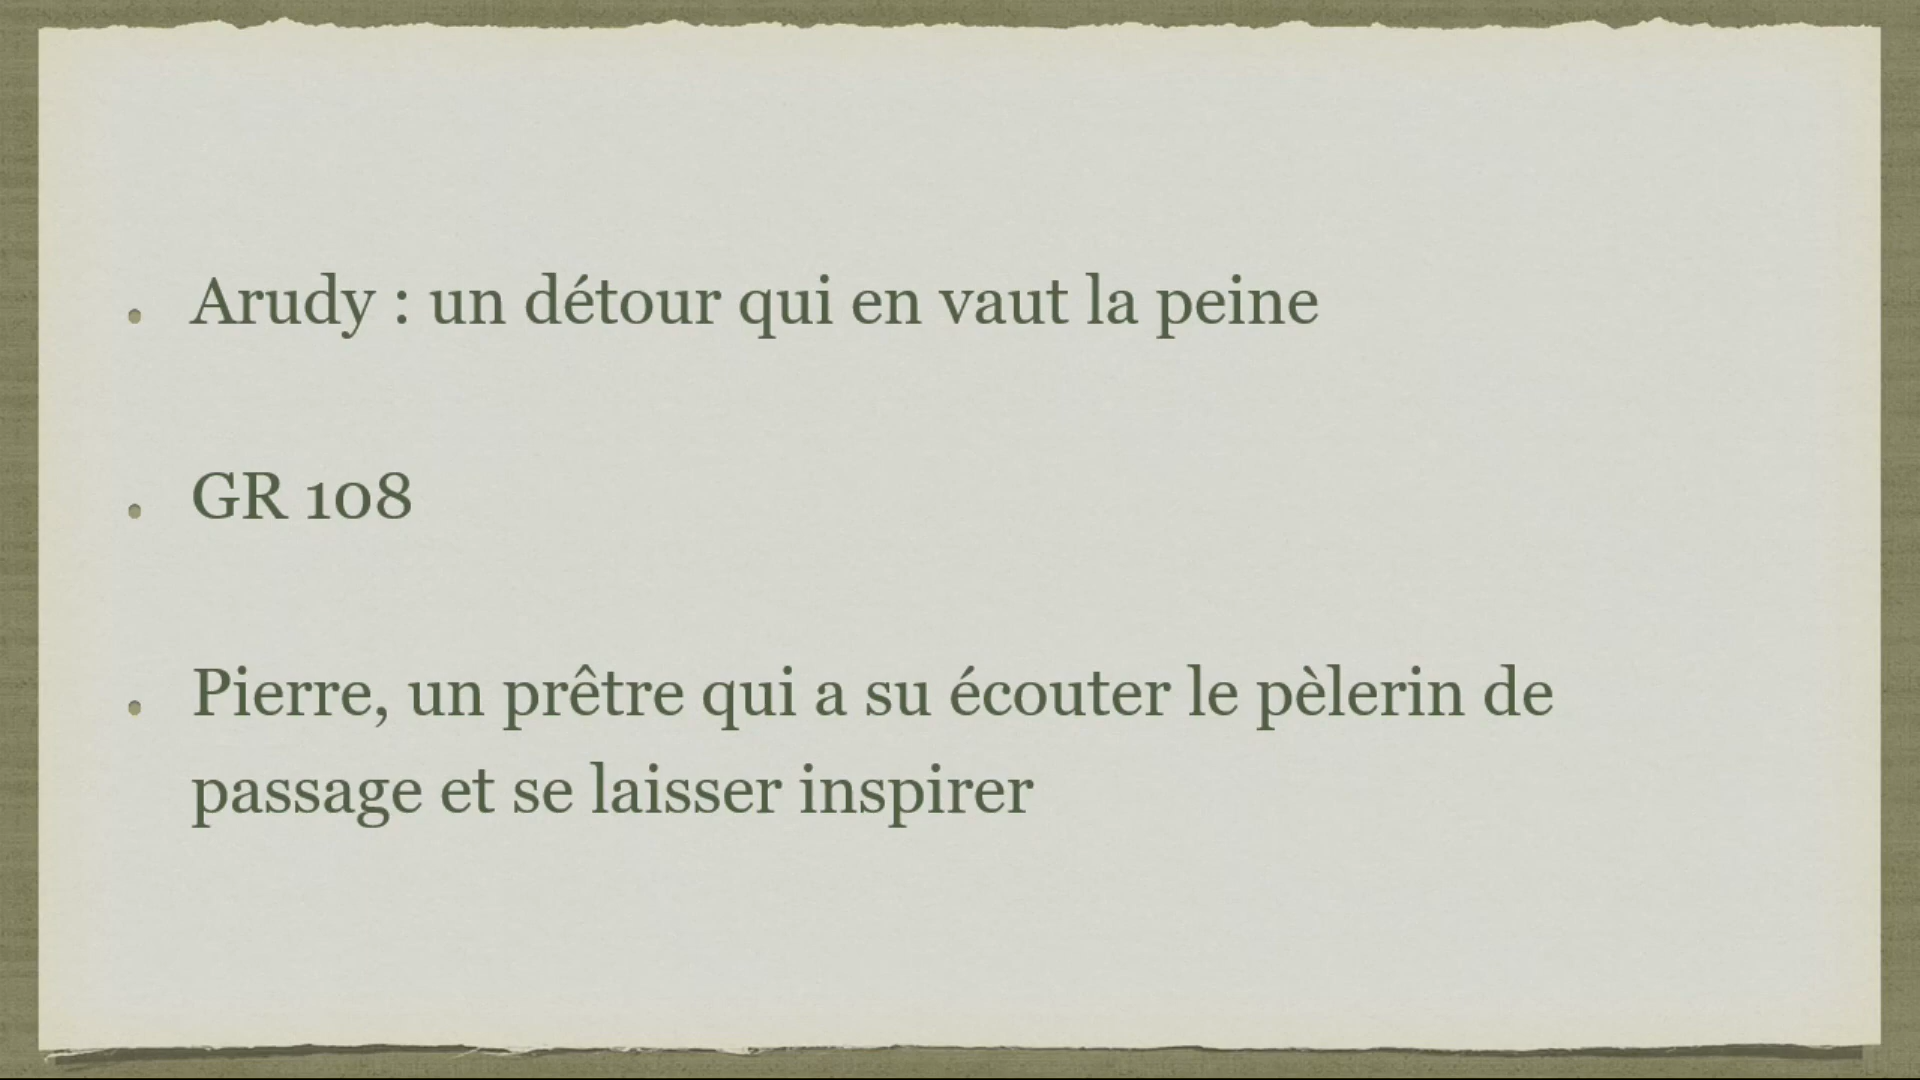 Arudy : un détour qui en vaut la peine
GR 108
Pierre, un prêtre qui a su écouter le pèlerin de
passage et se laisser inspirer